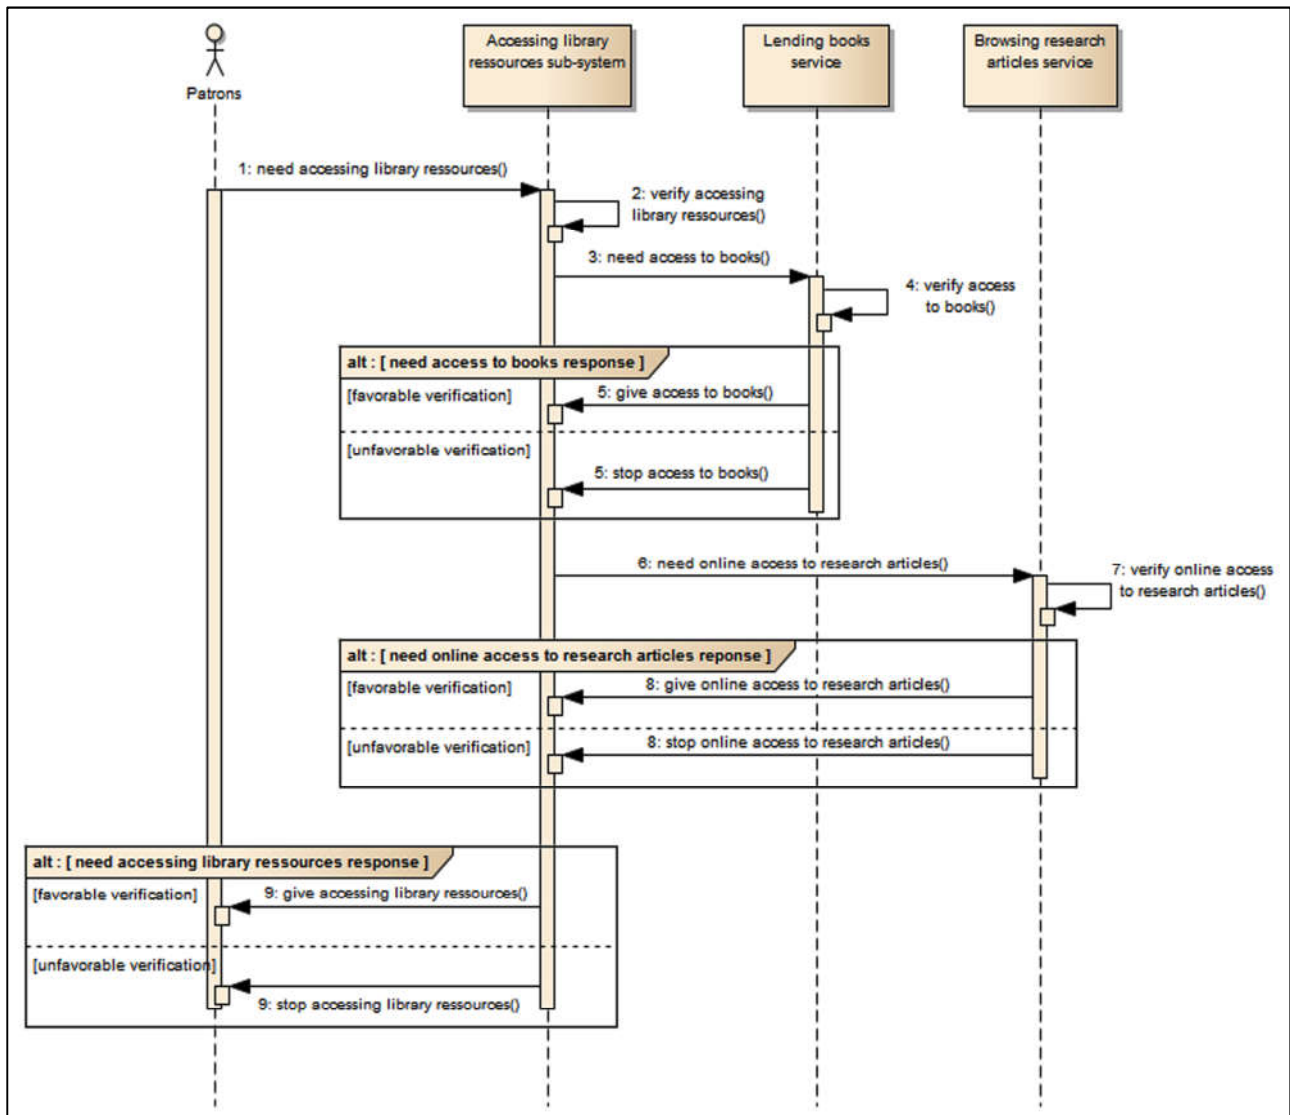 Patrons
Accessing library
ressources sub-system
Lending books
service
Browsing research
articles service
1: need accessing library ressources()
2: verify accessing
library ressources()
3: need access to books()
4: verify access
to books()
alt : [ need access to books response ]
[favorable verification]
5: give access to books()
[unfavorable verification]
5: stop access to books()
6: need online access to research articles()
7: verify online access
to research articles()
alt : [ need online access to research articles reponse ]
[favorable verification]
8: give online access to research articles()
[unfavorable verification]
8: stop online access to research articles()
alt : [ need accessing library ressources response ]
[favorable verification]
9: give accessing library ressources()
[unfavorable verification]
9: stop accessing library ressources()